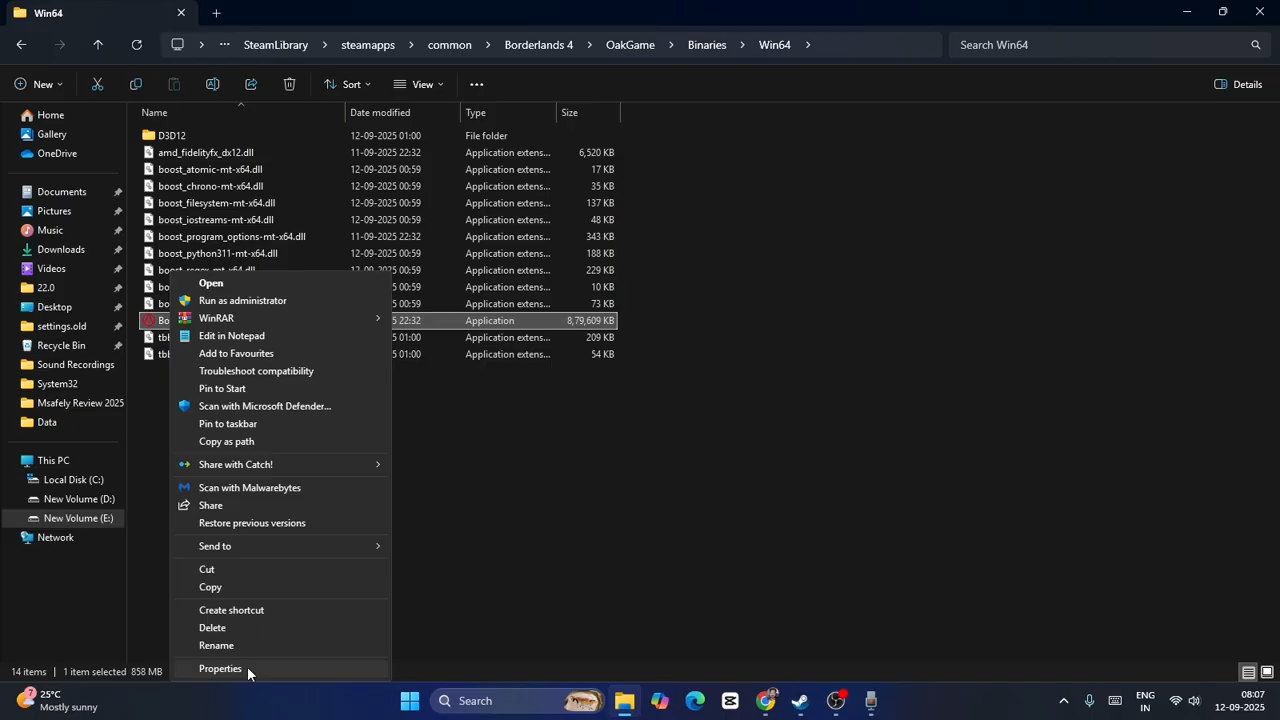 Win64
SteamLibrary
steamapps
common
Borderlands 4
OakGame
Binaries
Win64
Search Win64
New
Sort
View
Details
Name
Date modified
Type
Size
D3D12 12-09-2025 01:00 File folder
amd_fidelityfx_dx12.dll 11-09-2025 22:32 Application extens... 6,520 KB
boost_atomic-mt-x64.dll 12-09-2025 00:59 Application extens... 17 KB
boost_chrono-mt-x64.dll 12-09-2025 00:59 Application extens... 35 KB
boost_filesystem-mt-x64.dll 12-09-2025 00:59 Application extens... 137 KB
boost_iostreams-mt-x64.dll 12-09-2025 00:59 Application extens... 48 KB
boost_program_options-mt-x64.dll 11-09-2025 22:32 Application extens... 343 KB
boost_python311-mt-x64.dll 12-09-2025 00:59 Application extens... 188 KB
boost_regex-mt-x64.dll 12-09-2025 00:59 Application extens... 229 KB
bo 5 00:59 Application extens... 10 KB
bo 5 00:59 Application extens... 73 KB
Bo 5 22:32 Application 8,79,609 KB
tbb 5 01:00 Application extens... 209 KB
tbb 5 01:00 Application extens... 54 KB
Open
Run as administrator
WinRAR
Edit in Notepad
Add to Favourites
Troubleshoot compatibility
Pin to Start
Scan with Microsoft Defender...
Pin to taskbar
Copy as path
Share with Catch!
Scan with Malwarebytes
Share
Restore previous versions
Send to
Cut
Copy
Create shortcut
Delete
Rename
Properties
Home
Gallery
OneDrive
Documents
Pictures
Music
Downloads
Videos
22.0
Desktop
settings.old
Recycle Bin
Sound Recordings
System32
Msafely Review 2025
Data
This PC
Local Disk (C:)
New Volume (D:)
New Volume (E:)
Network
14 items
1 item selected 858 MB
7
25°C
Mostly sunny
Search
ENG
IN
08:07
12-09-2025